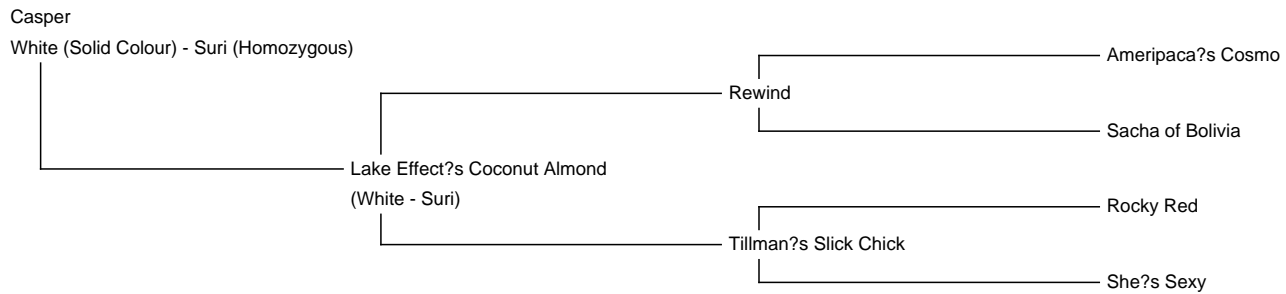 Casper
White (Solid Colour) - Suri (Homozygous)
Ameripaca?s Cosmo
Rewind
Sacha of Bolivia
Lake Effect?s Coconut Almond
(White - Suri)
Rocky Red
Tillman?s Slick Chick
She?s Sexy